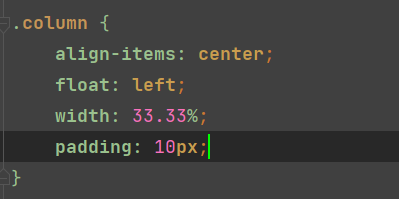 .column {
align-items: center;
float: left;
width: 33.33%;
padding: 10px;
}